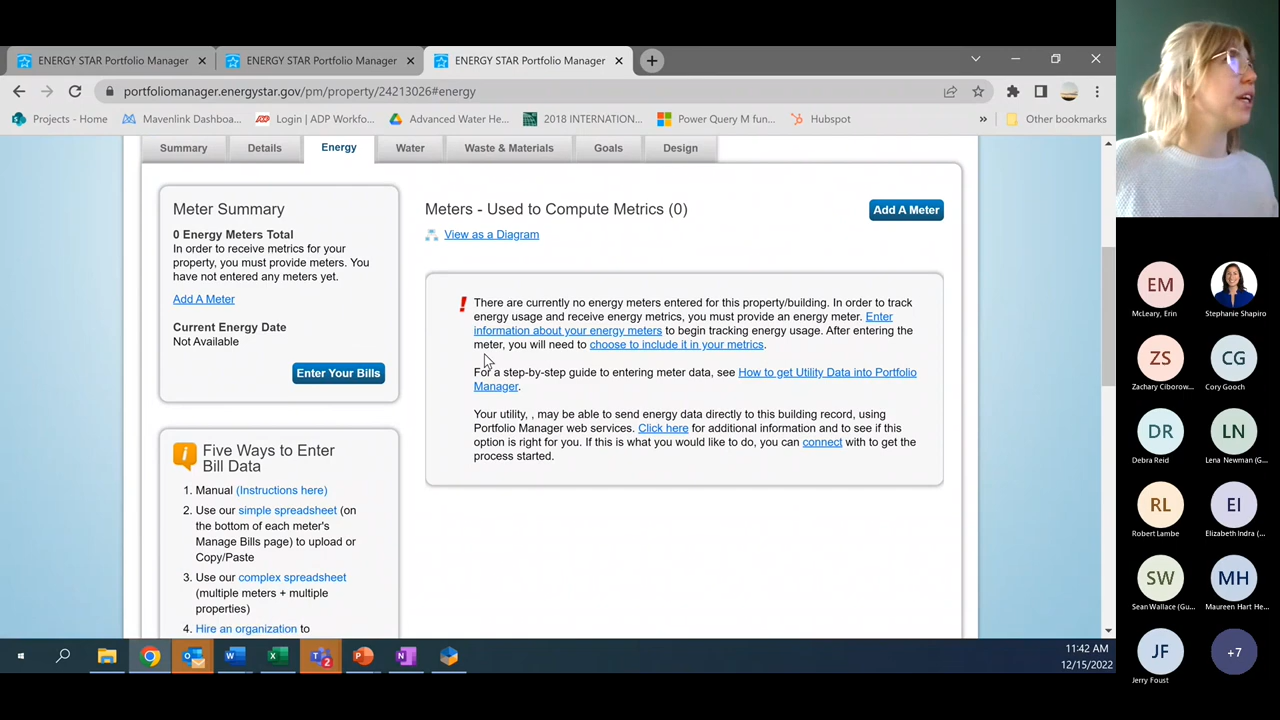 ENERGY STAR Portfolio Manager
ENERGY STAR Portfolio Manager
ENERGY STAR Portfolio Manager
portfoliomanager.energystar.gov/pm/property/24213026#energy
Projects - Home
Mavenlink Dashboa...
Login | ADP Workfo...
Advanced Water He...
2018 INTERNATION...
Power Query M fun...
Hubspot
»
Other bookmarks
Summary
Details
Energy
Water
Waste & Materials
Goals
Design
Meter Summary
0 Energy Meters Total
In order to receive metrics for your
property, you must provide meters. You
have not entered any meters yet.
Add A Meter
Current Energy Date
Not Available
Enter Your Bills
Five Ways to Enter
Bill Data
1. Manual (Instructions here)
2. Use our simple spreadsheet (on
the bottom of each meter's
Manage Bills page) to upload or
Copy/Paste
3. Use our complex spreadsheet
(multiple meters + multiple
properties)
4. Hire an organization to
Meters - Used to Compute Metrics (0)
Add A Meter
View as a Diagram
There are currently no energy meters entered for this property/building. In order to track
energy usage and receive energy metrics, you must provide an energy meter. Enter
information about your energy meters to begin tracking energy usage. After entering the
meter, you will need to choose to include it in your metrics.
For a step-by-step guide to entering meter data, see How to get Utility Data into Portfolio
Manager.
Your utility, , may be able to send energy data directly to this building record, using
Portfolio Manager web services. Click here for additional information and to see if this
option is right for you. If this is what you would like to do, you can connect with to get the
process started.
2
11:42 AM
12/15/2022
EM
McLeary, Erin
Stephanie Shapiro
ZS
Zachary Ciborow...
CG
Cory Gooch
DR
Debra Reid
LN
Lena Newman (G...
RL
Robert Lambe
EI
Elizabeth Indra (...
SW
Sean Wallace (Gu...
MH
Maureen Hart He...
JF
Jerry Foust
+7